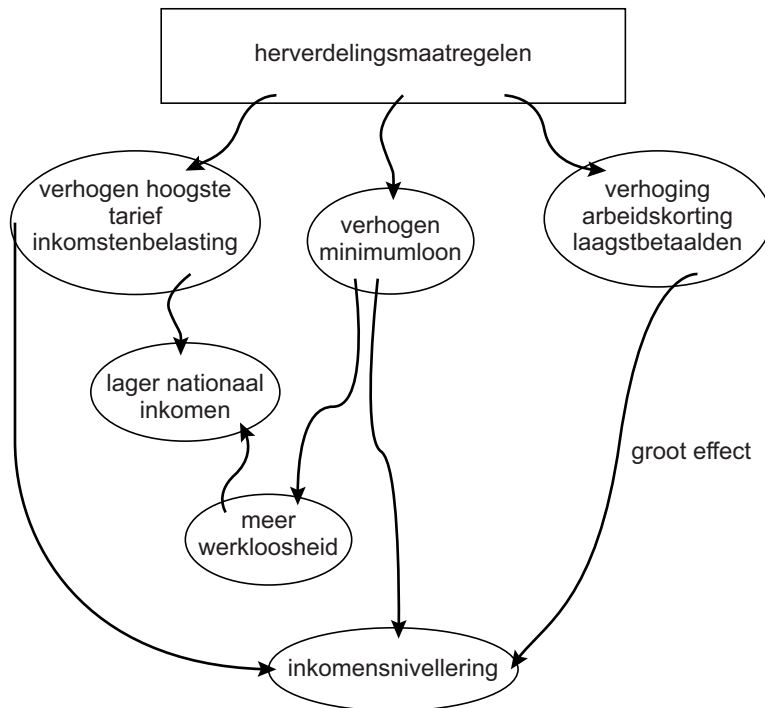 herverdelingsmaatregelen
verhogen hoogste
tarief
inkomstenbelasting
verhogen
minimumloon
verhoging
arbeidskorting
laagstbetaalden
lager nationaal
inkomen
groot effect
meer
werkloosheid
inkomensnivellering